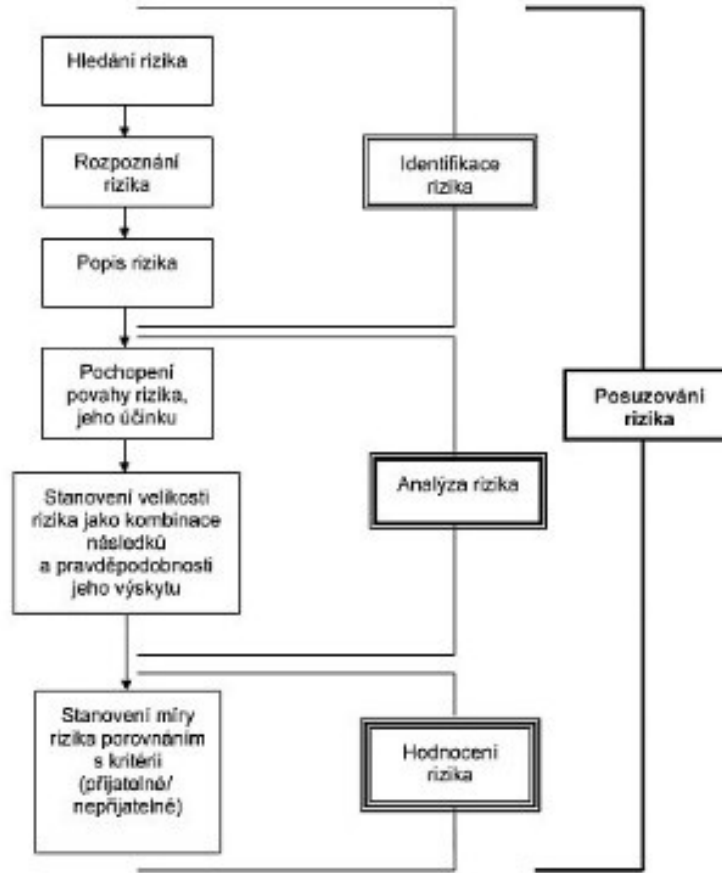 Hledání rizika
Rozpoznání
rizika
Identifikace
rizika
Popis rizika
Pochopení
povahy rizika,
jeho účinku
Posuzování
rizika
Analýza rizika
Stanovení velikosti
rizika jako kombinace
následků
a pravděpodobnosti
jeho výskytu
Stanovení míry
rizika porovnáním
s kritérii
(přijatelné/
nepřijatelné)
Hodnocení
rizika